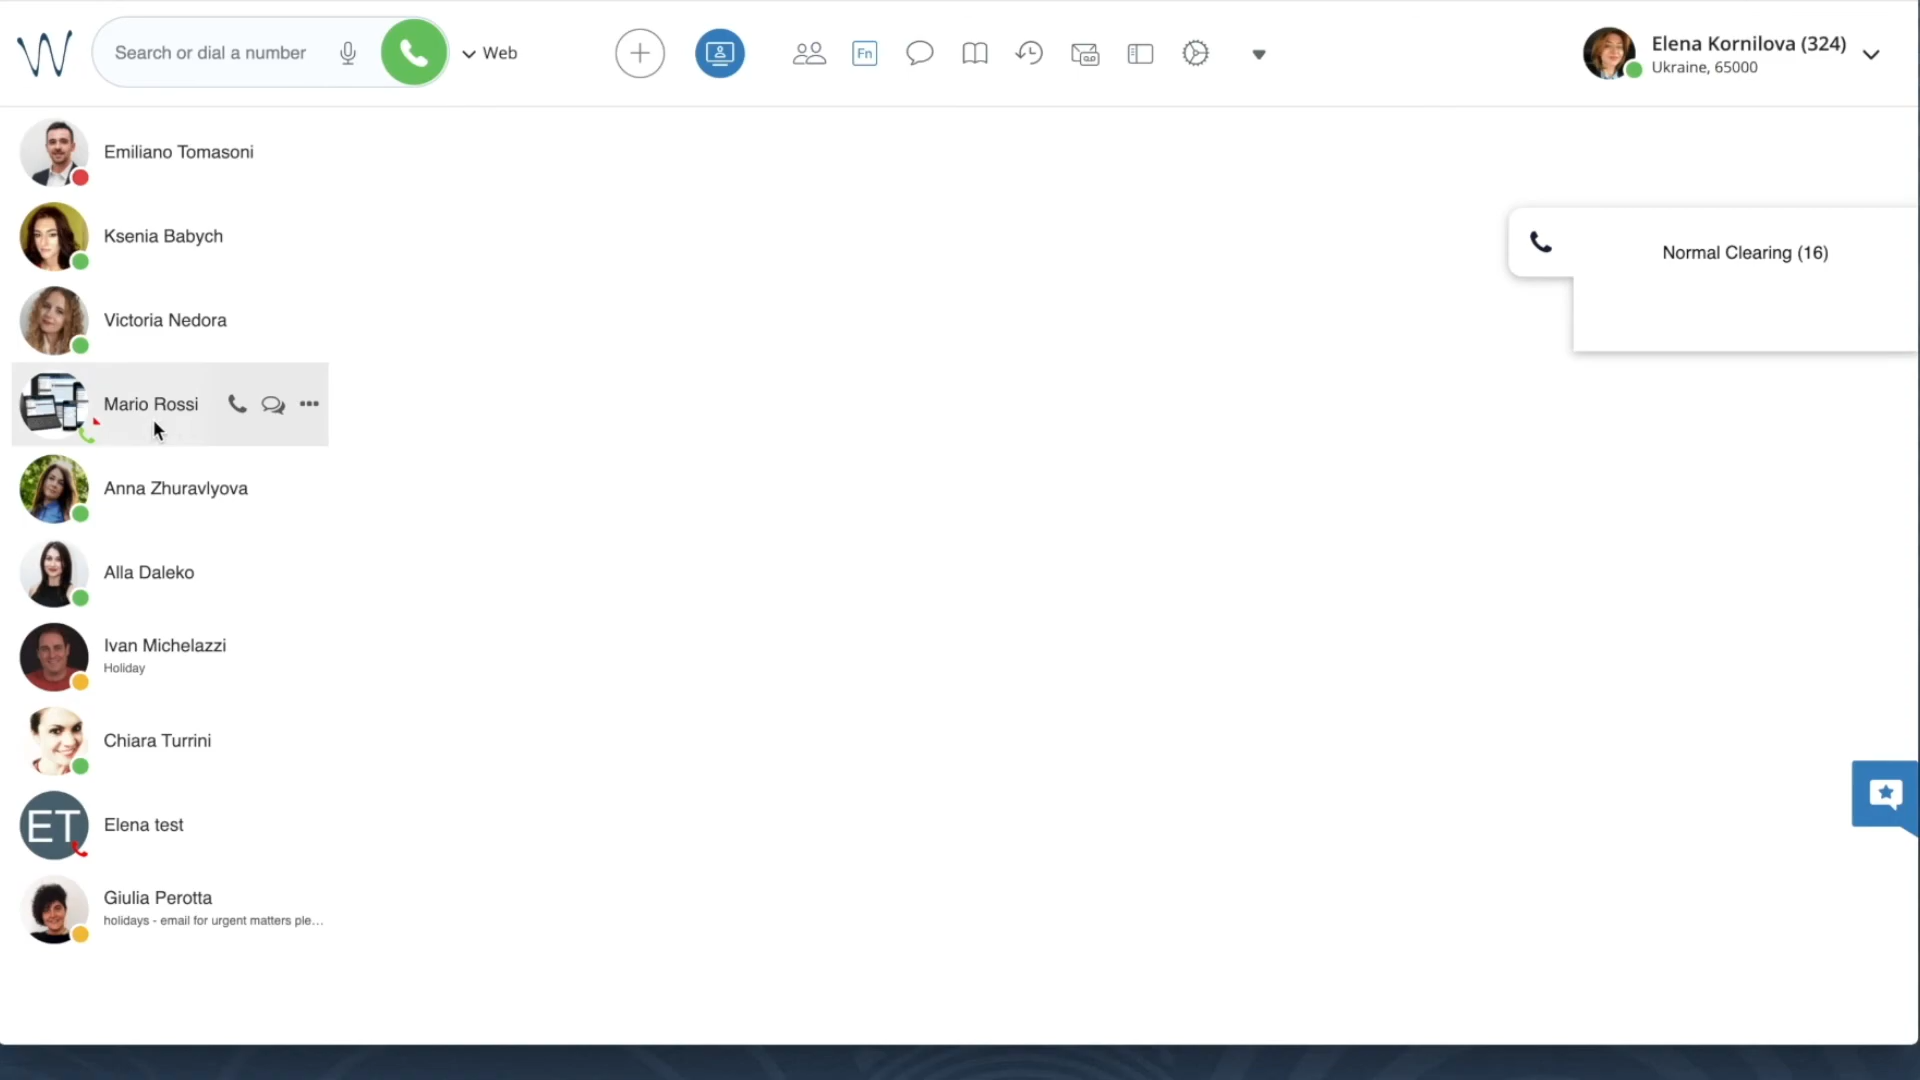 W
Search or dial a number
Web
Fn
Elena Kornilova (324)
Ukraine, 65000
Emiliano Tomasoni
Ksenia Babych
Normal Clearing (16)
Victoria Nedora
Mario Rossi
Anna Zhuravlyova
Alla Daleko
Ivan Michelazzi
Holiday
Chiara Turrini
ET
Elena test
Giulia Perotta
holidays - email for urgent matters ple...